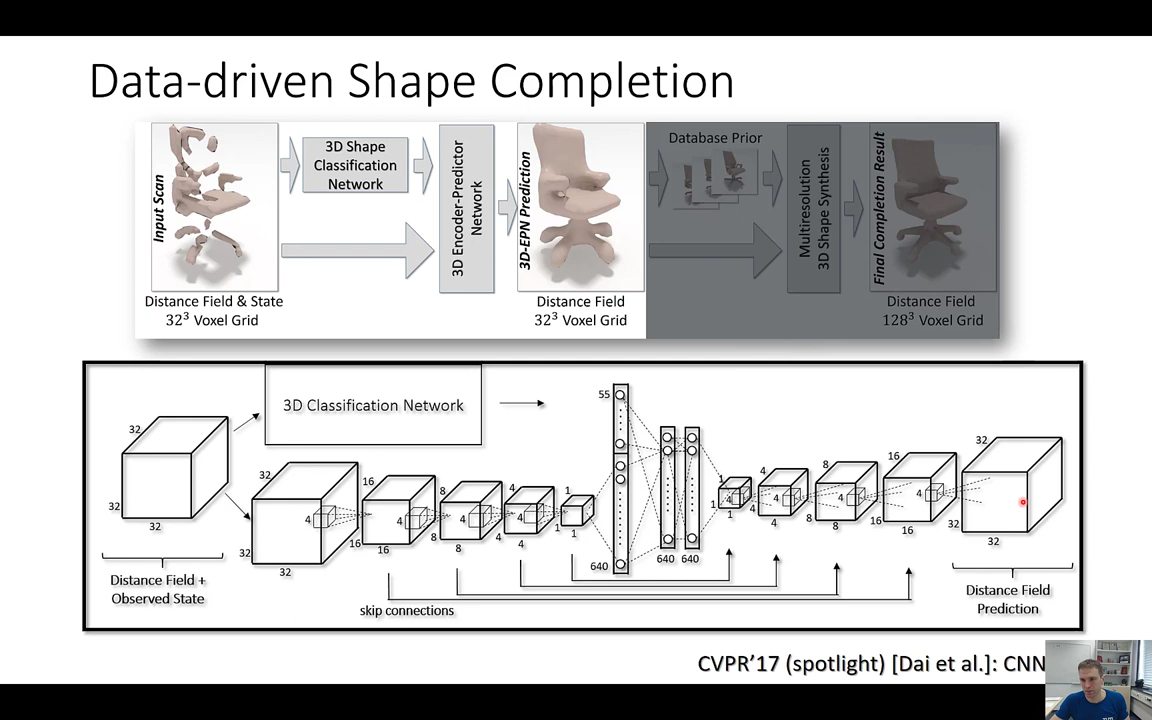 Data-driven Shape Completion
Input Scan
3D Shape
Classification
Network
3D Encoder-Predictor
Network
3D-EPN Prediction
Database Prior
Multiresolution
3D Shape Synthesis
Final Completion Result
Distance Field & State
32³ Voxel Grid
Distance Field
32³ Voxel Grid
Distance Field
128³ Voxel Grid
3D Classification Network
32
32
32
32
32
32
4
16
16
16
4
8
8
8
4
4
4
4
4
1
1
1
55
640
640 640
1
1
1
4
4
4
4
4
8
8
8
4
16
16
16
4
32
32
32
Distance Field +
Observed State
skip connections
Distance Field
Prediction
CVPR'17 (spotlight) [Dai et al.]: CNN